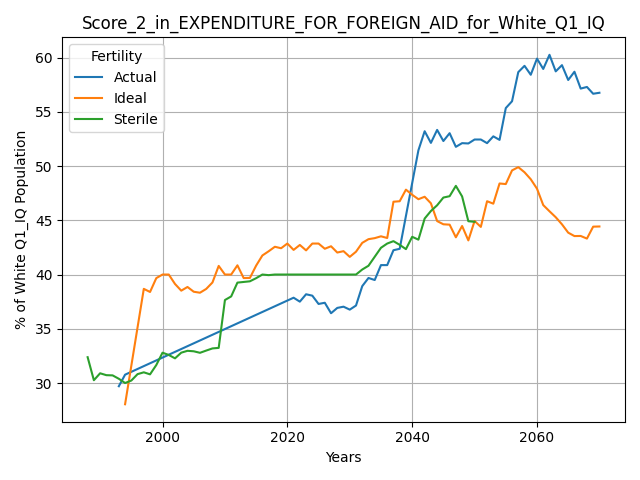 Score_2_in_EXPENDITURE_FOR_FOREIGN_AID_for_White_Q1_IQ
Fertility
Actual
Ideal
Sterile
% of White Q1_IQ Population
60
55
50
45
40
35
30
2000
2020
2040
2060
Years